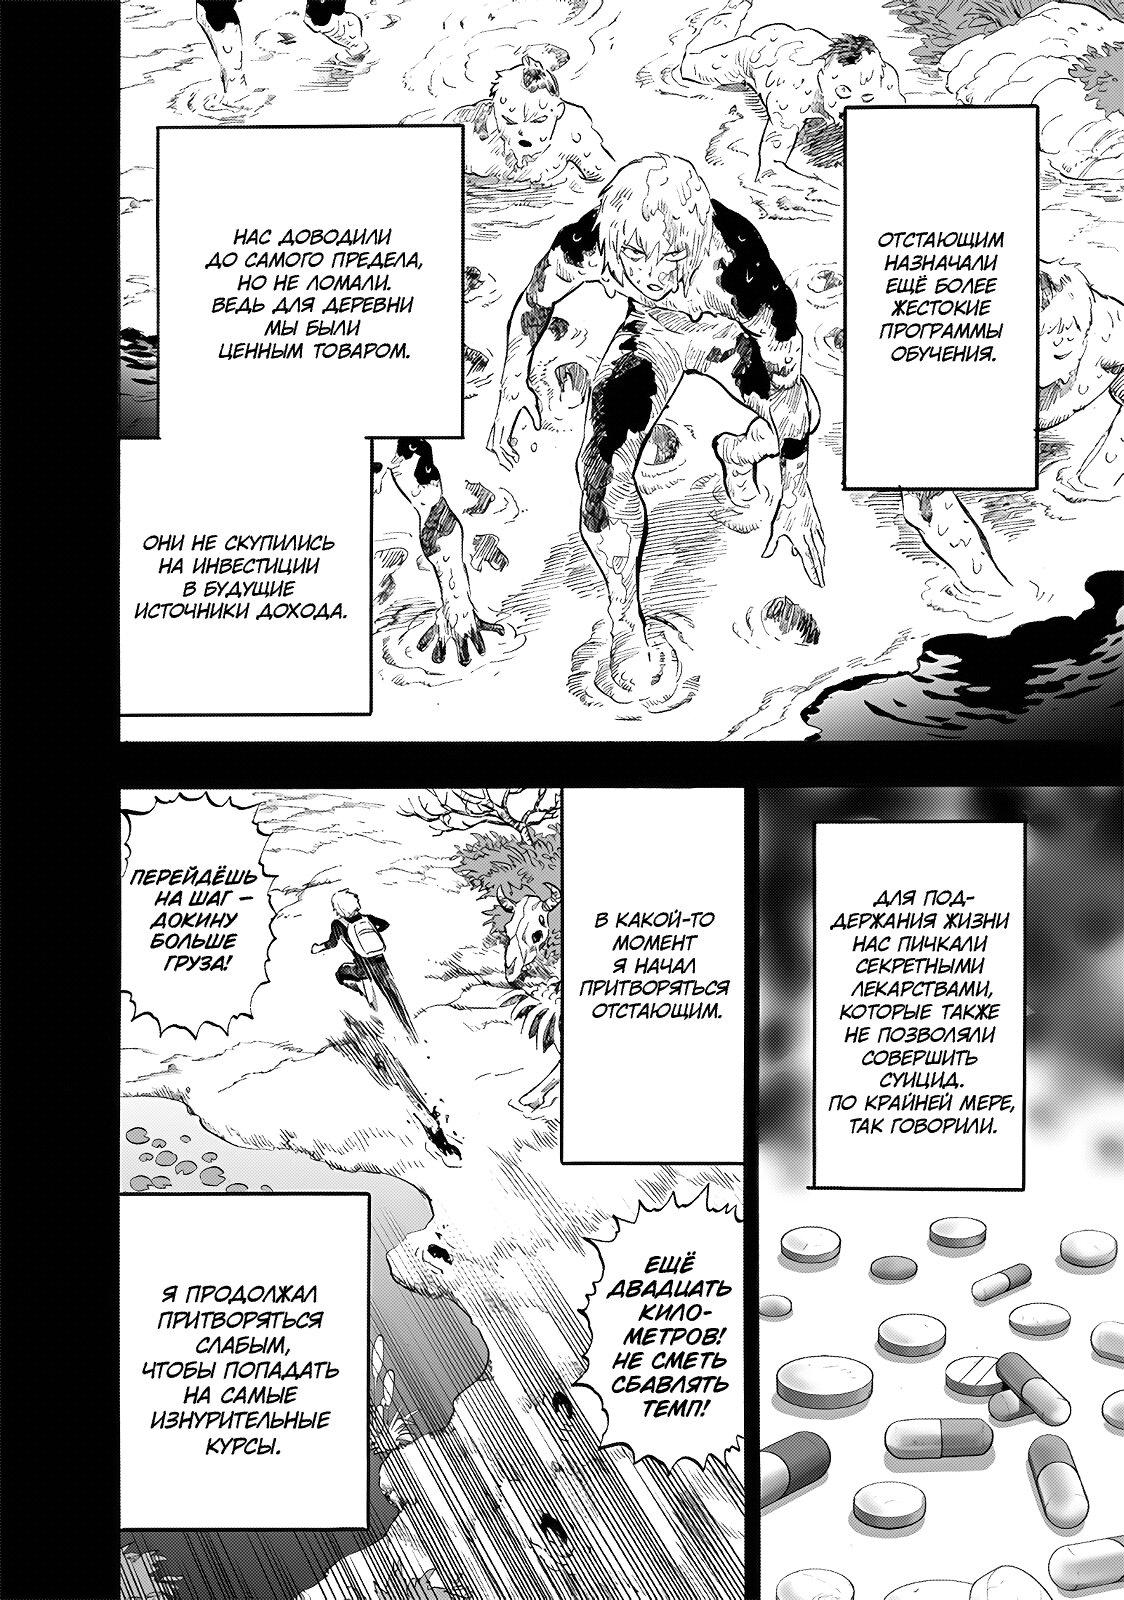 ОТСТАЮЩИМ
НАЗНАЧАЛИ
ЕЩЁ БОЛЕЕ
ЖЕСТОКИЕ
ПРОГРАММЫ
ОБУЧЕНИЯ.
НАС ДОВОДИЛИ
ДО САМОГО ПРЕДЕЛА,
НО НЕ ЛОМАЛИ.
ВЕДЬ ДЛЯ ДЕРЕВНИ
МЫ БЫЛИ
ЦЕННЫМ ТОВАРОМ.
ОНИ НЕ СКУПИЛИСЬ
НА ИНВЕСТИЦИИ
В БУДУЩИЕ
ИСТОЧНИКИ ДОХОДА.
ДЛЯ ПОД-
ДЕРЖАНИЯ ЖИЗНИ
НАС ПИЧКАЛИ
СЕКРЕТНЫМИ
ЛЕКАРСТВАМИ,
КОТОРЫЕ ТАКЖЕ
НЕ ПОЗВОЛЯЛИ
СОВЕРШИТЬ
СУИЦИД.
ПО КРАЙНЕЙ МЕРЕ,
ТАК ГОВОРИЛИ.
В КАКОЙ-ТО
МОМЕНТ
Я НАЧАЛ
ПРИТВОРЯТЬСЯ
ОТСТАЮЩИМ.
ПЕРЕЙДЁШЬ
НА ШАГ –
ДОКИНУ
БОЛЬШЕ
ГРУЗА!
ЕЩЁ
ДВАДЦАТЬ
КИЛО-
МЕТРОВ!
НЕ СМЕТЬ
СБАВЛЯТЬ
ТЕМП!
Я ПРОДОЛЖАЛ
ПРИТВОРЯТЬСЯ
СЛАБЫМ,
ЧТОБЫ ПОПАДАТЬ
НА САМЫЕ
ИЗНУРИТЕЛЬНЫЕ
КУРСЫ.